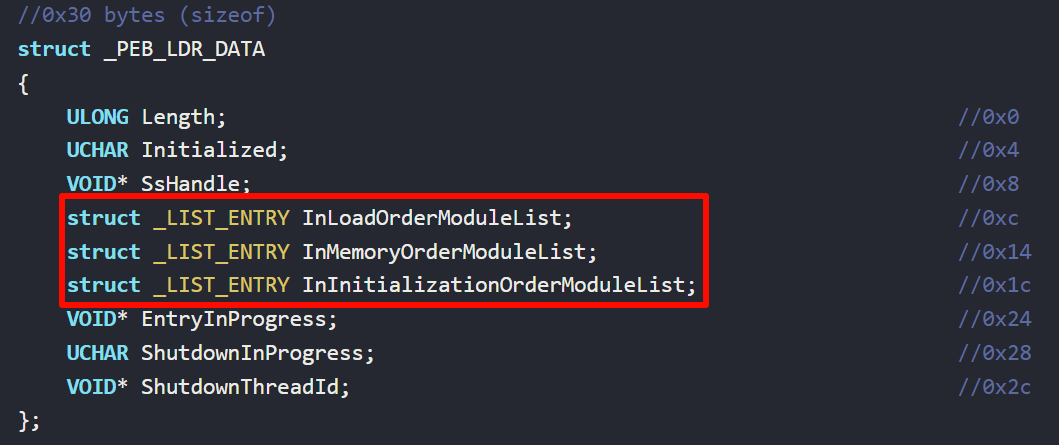 //0x30 bytes (sizeof)
struct _PEB_LDR_DATA
{
    ULONG Length;                                                           //0x0
    UCHAR Initialized;                                                      //0x4
    VOID* SsHandle;                                                         //0x8
    struct _LIST_ENTRY InLoadOrderModuleList;                               //0xc
    struct _LIST_ENTRY InMemoryOrderModuleList;                             //0x14
    struct _LIST_ENTRY InInitializationOrderModuleList;                     //0x1c
    VOID* EntryInProgress;                                                  //0x24
    UCHAR ShutdownInProgress;                                               //0x28
    VOID* ShutdownThreadId;                                                 //0x2c
};